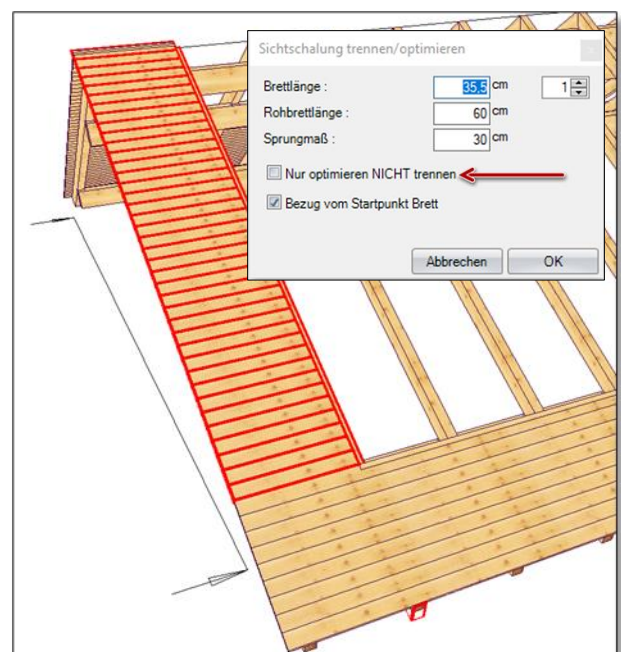 Sichtschalung trennen/optimieren
Brettlänge : 35,5 cm 1
Rohbrettlänge : 60 cm
Sprungmaß : 30 cm
Nur optimieren NICHT trennen
Bezug vom Startpunkt Brett
Abbrechen OK